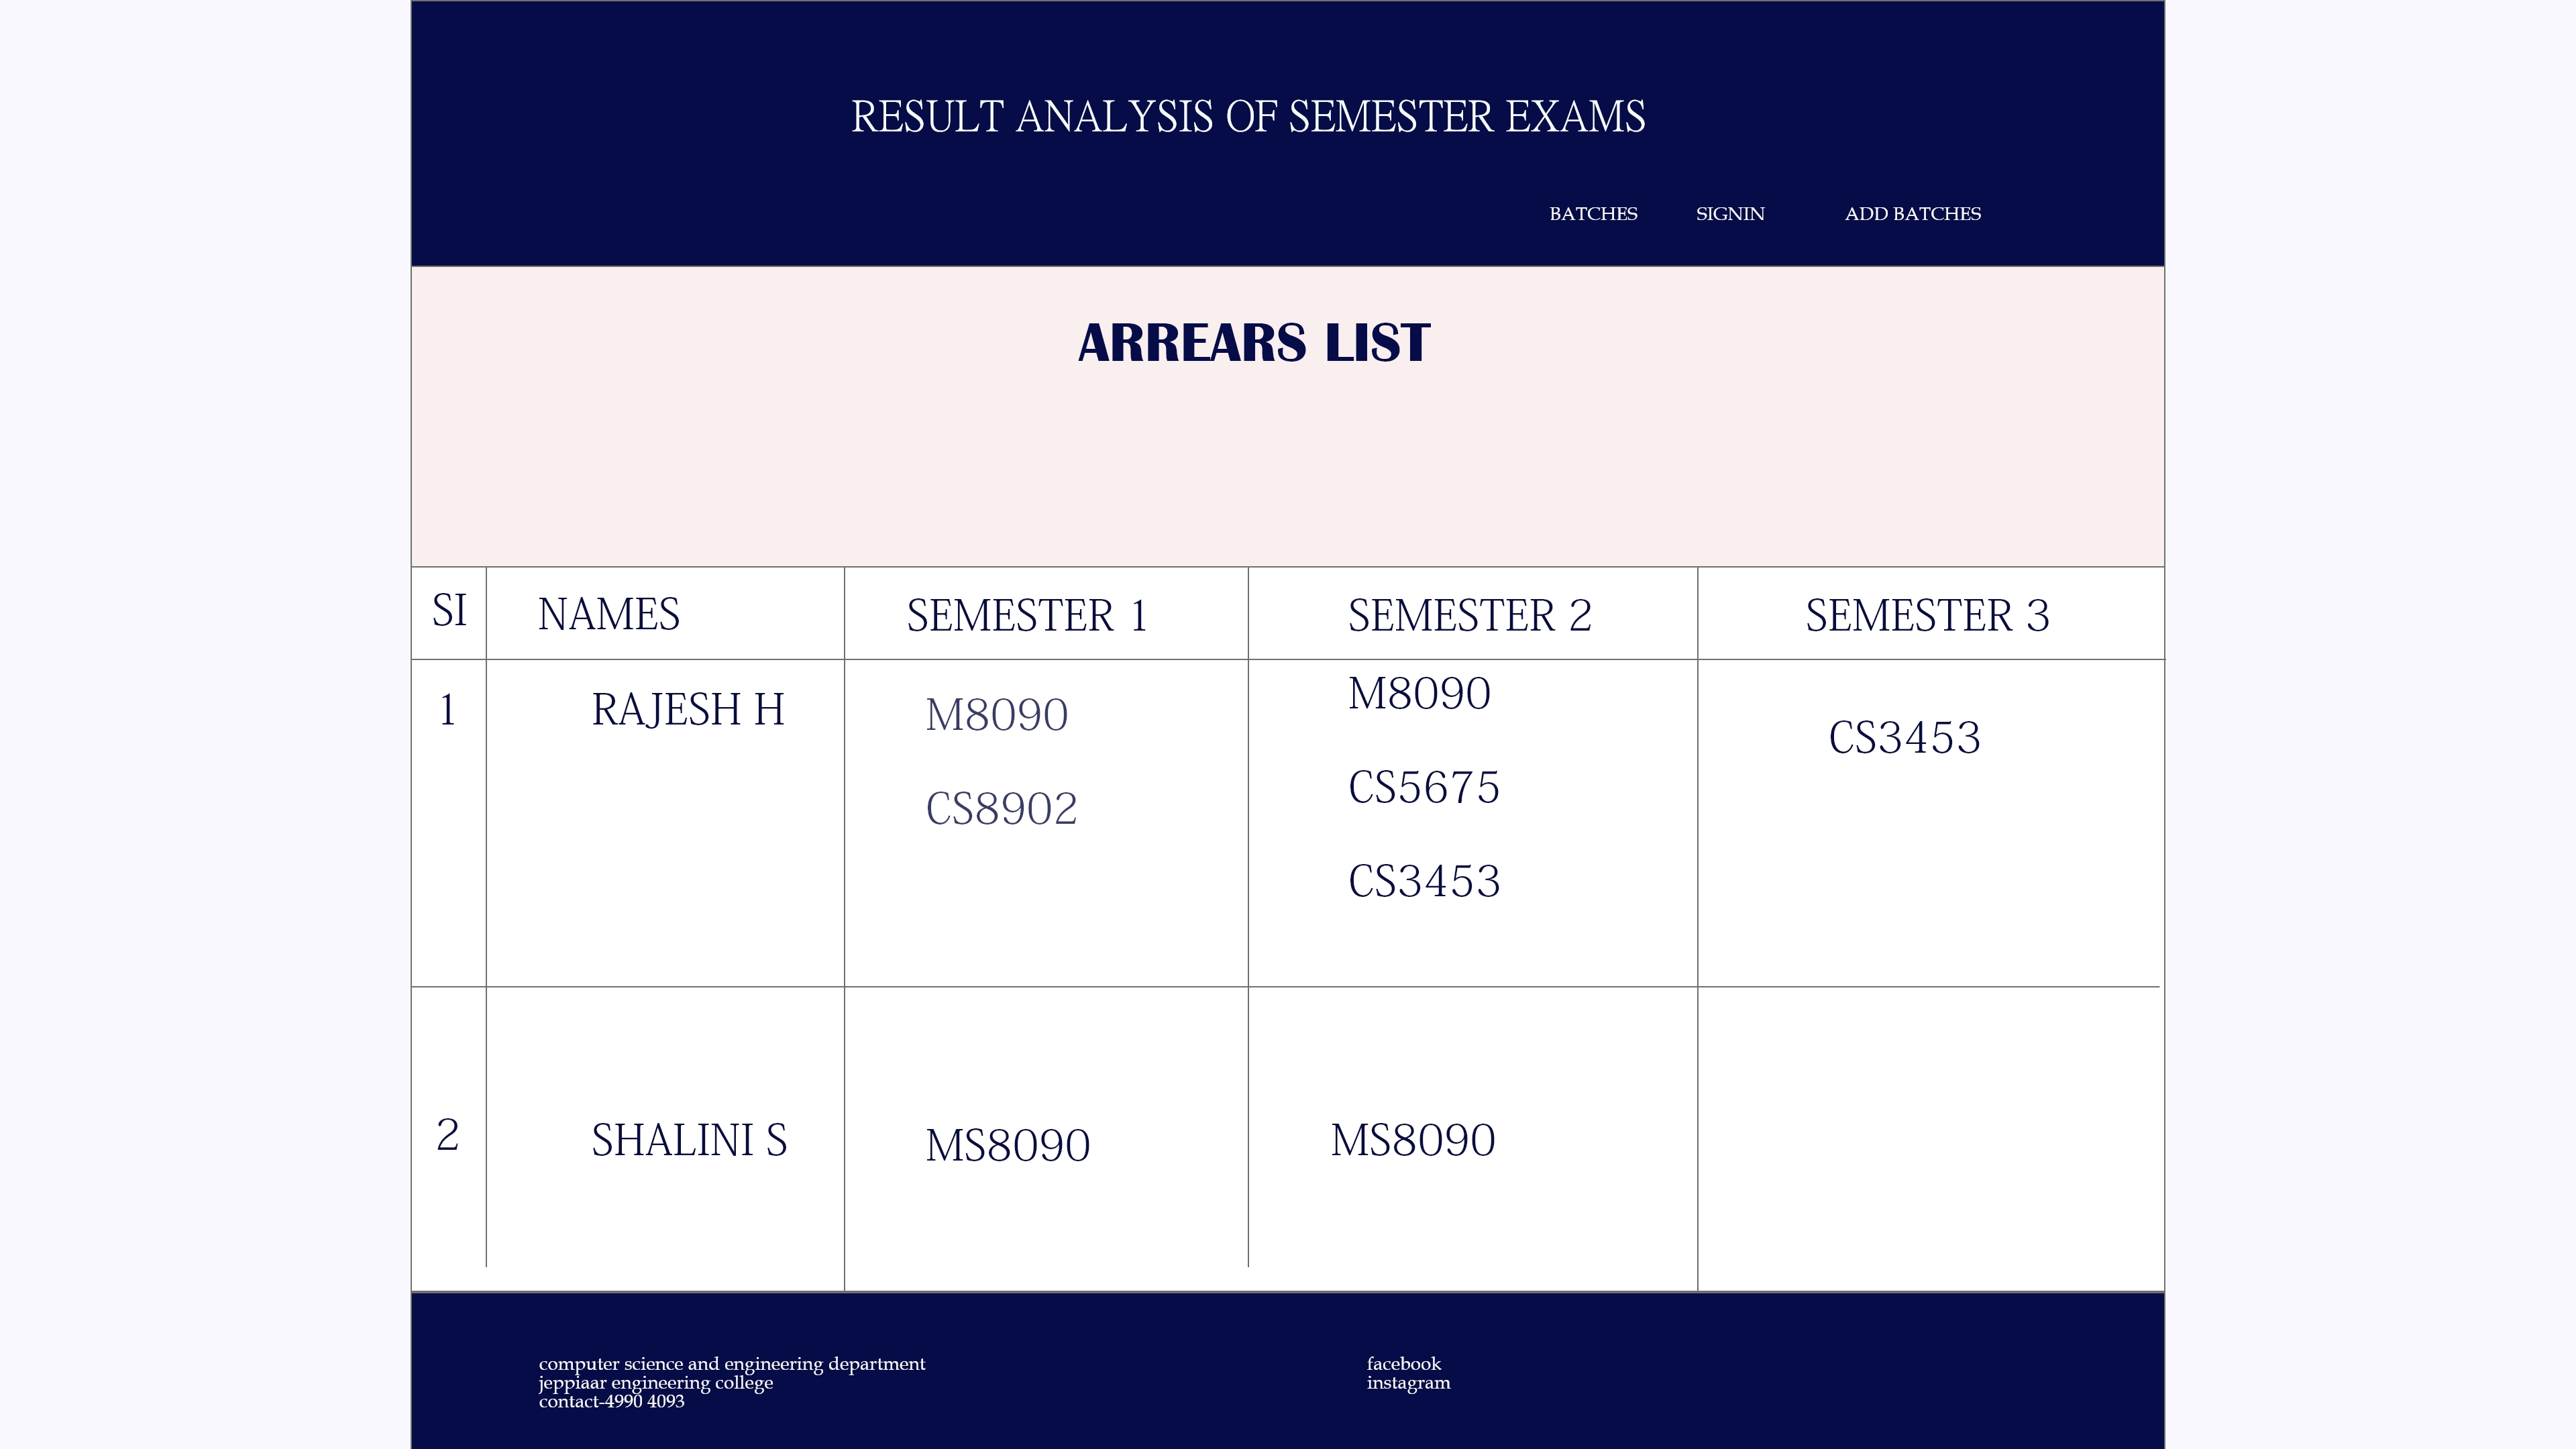 RESULT ANALYSIS OF SEMESTER EXAMS
BATCHES SIGNIN ADD BATCHES
ARREARS LIST
SI NAMES SEMESTER 1 SEMESTER 2 SEMESTER 3
1 RAJESH H
M8090
CS8902
M8090
CS5675
CS3453
CS3453
2 SHALINI S MS8090 MS8090
computer science and engineering department
jeppiaar engineering college
contact-4990 4093
facebook
instagram